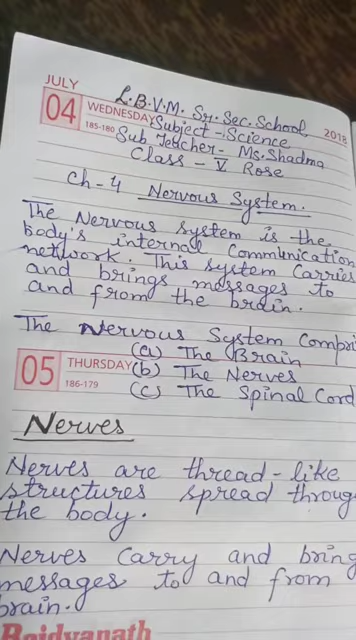 JULY
L.B.V.M. Sr. Sec. School
04 WEDNESDAY Subject - Science 2018
185-180 Sub Teacher - Ms. Shadma
Class - V Rose
Ch-4 Nervous System.
The Nervous System is the
body's internal Communication
network. This system Carries
and brings messages to
and from the brain.
The Nervous System Compri
(a) The Brain
05 THURSDAY (b) The Nerves
186-179 (c) The Spinal Cord
Nerves
Nerves are thread-like
structures spread throug
the body.
Nerves Carry and bring
messages to and from
brain.
Baidyanath